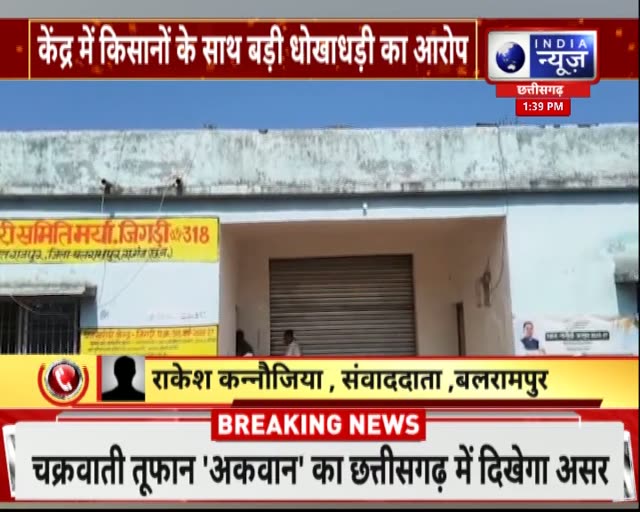 केंद्र में किसानों के साथ बड़ी धोखाधड़ी का आरोप
INDIA
न्यूज़
छत्तीसगढ़
1:39 PM
री समिति मर्या. जिगड़ी 318
राकेश कन्नौजिया , संवाददाता ,बलरामपुर
BREAKING NEWS
चक्रवाती तूफान 'अकवान' का छत्तीसगढ़ में दिखेगा असर